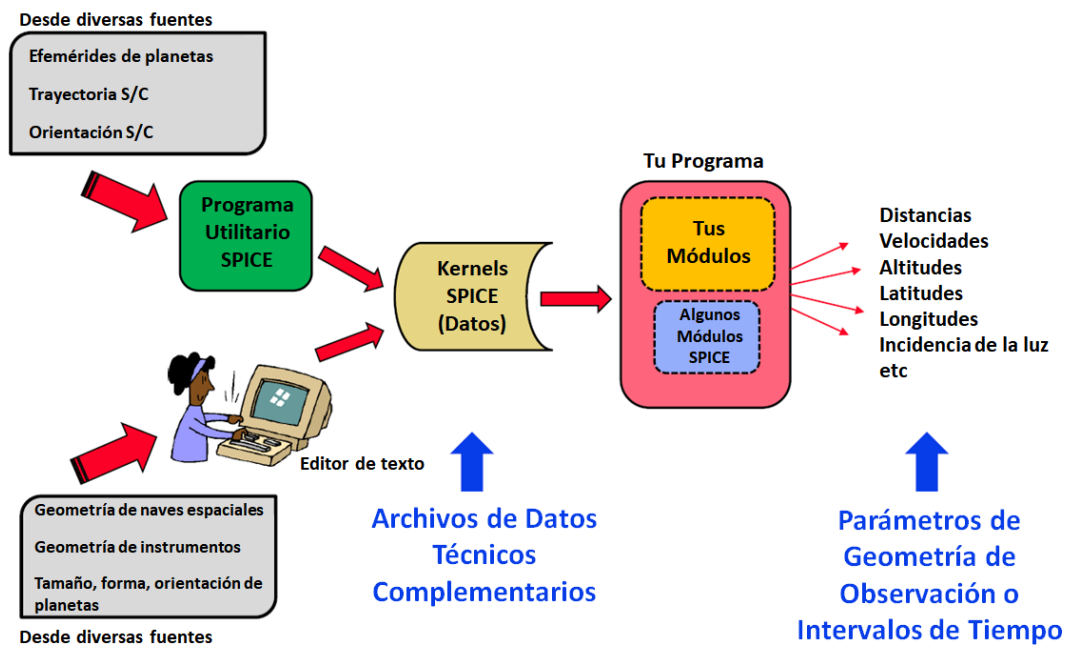 Desde diversas fuentes
Efemérides de planetas
Trayectoria S/C
Orientación S/C
Programa
Utilitario
SPICE
Kernels
SPICE
(Datos)
Tu Programa
Tus
Módulos
Algunos
Módulos
SPICE
Distancias
Velocidades
Altitudes
Latitudes
Longitudes
Incidencia de la luz
etc
Editor de texto
Geometría de naves espaciales
Geometría de instrumentos
Tamaño, forma, orientación de
planetas
Desde diversas fuentes
Archivos de Datos
Técnicos
Complementarios
Parámetros de
Geometría de
Observación o
Intervalos de Tiempo